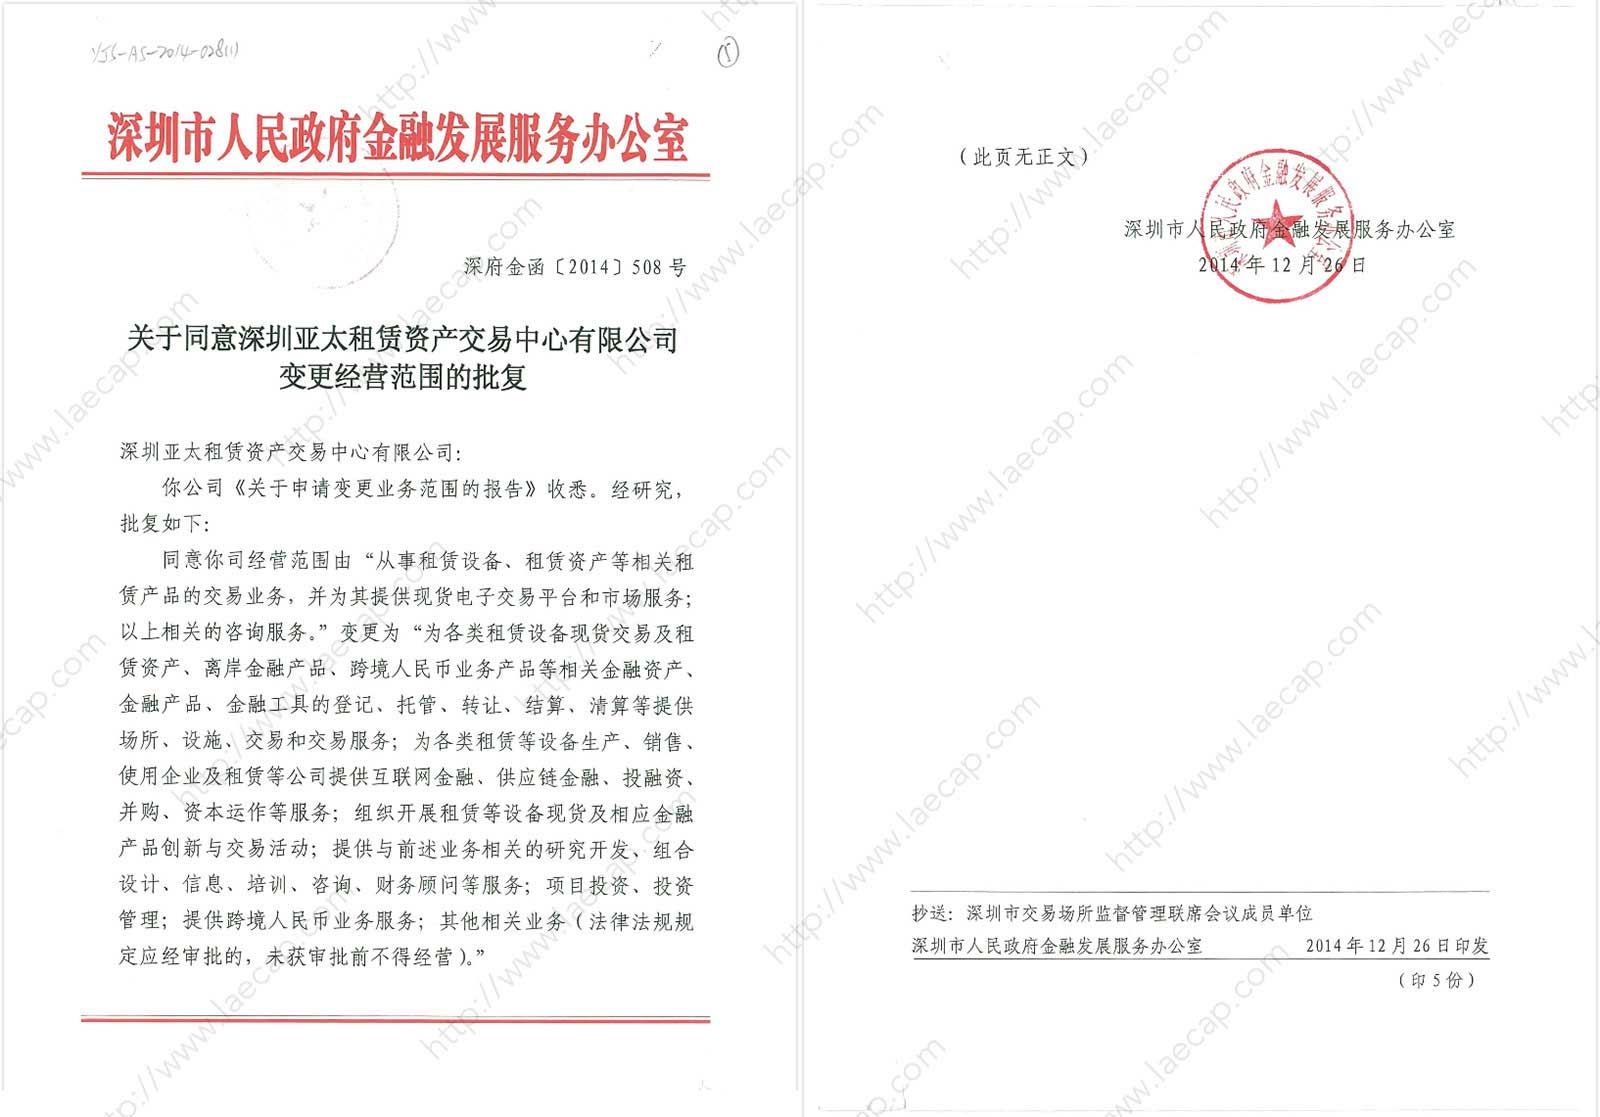 YJS-AS-2014-028(1)
深圳市人民政府金融发展服务办公室
深府金函〔2014〕508 号
关于同意深圳亚太租赁资产交易中心有限公司
变更经营范围的批复
深圳亚太租赁资产交易中心有限公司：
你公司《关于申请变更业务范围的报告》收悉。经研究，
批复如下：
同意你司经营范围由“从事租赁设备、租赁资产等相关租
赁产品的交易业务，并为其提供现货电子交易平台和市场服务；
以上相关的咨询服务。”变更为“为各类租赁设备现货交易及租
赁资产、离岸金融产品、跨境人民币业务产品等相关金融资产、
金融产品、金融工具的登记、托管、转让、结算、清算等提供
场所、设施、交易和交易服务；为各类租赁等设备生产、销售、
使用企业及租赁等公司提供互联网金融、供应链金融、投融资、
并购、资本运作等服务；组织开展租赁等设备现货及相应金融
产品创新与交易活动；提供与前述业务相关的研究开发、组合
设计、信息、培训、咨询、财务顾问等服务；项目投资、投资
管理；提供跨境人民币业务服务；其他相关业务（法律法规规
定应经审批的，未获审批前不得经营）。”
（此页无正文）
深圳市人民政府金融发展服务办公室
2014 年 12 月 26 日
深圳市人民政府金融发展服务办公室
抄送：深圳市交易场所监督管理联席会议成员单位
深圳市人民政府金融发展服务办公室 2014 年 12 月 26 日印发
（印 5 份）
http://www.laecap.com